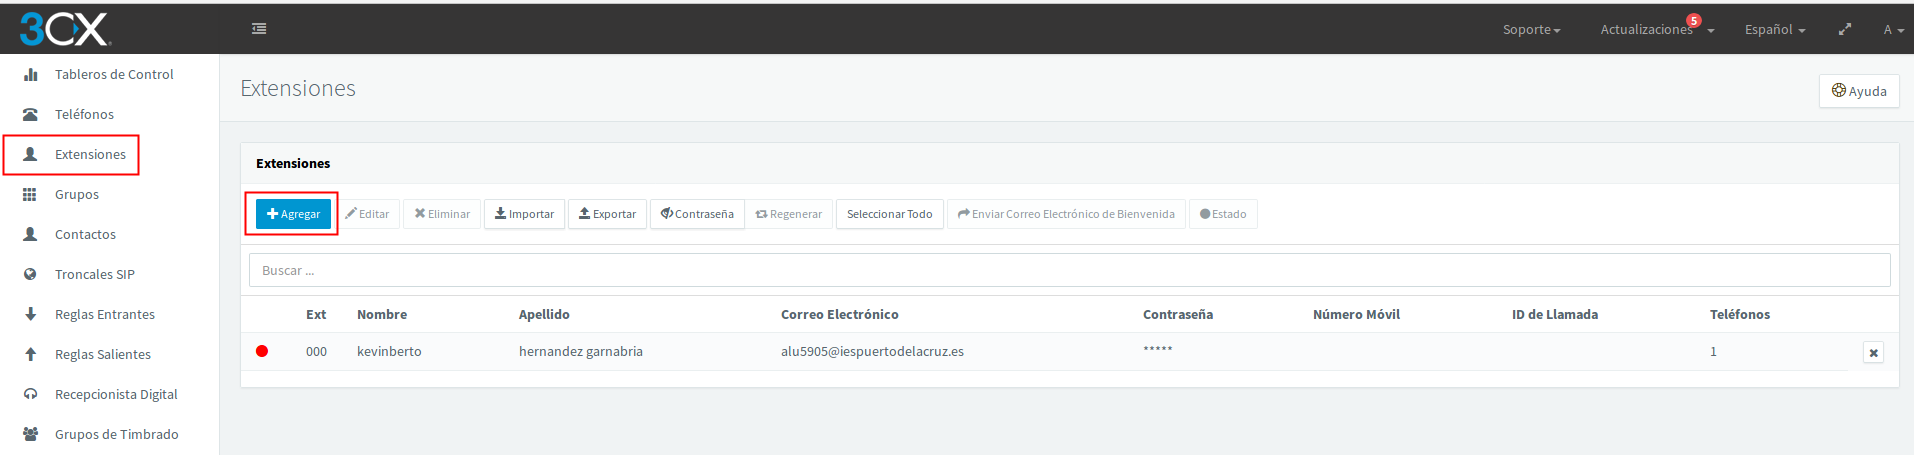 3CX
Soporte
Actualizaciones 5
Español
A
Tableros de Control
Teléfonos
Extensiones
Grupos
Contactos
Troncales SIP
Reglas Entrantes
Reglas Salientes
Recepcionista Digital
Grupos de Timbrado
Extensiones
Ayuda
Extensiones
Agregar Editar Eliminar Importar Exportar Contraseña Regenerar Seleccionar Todo Enviar Correo Electrónico de Bienvenida Estado
Buscar ...
Ext Nombre Apellido Correo Electrónico Contraseña Número Móvil ID de Llamada Teléfonos
000 kevinberto hernandez garnabria alu5905@iespuertodelacruz.es ***** 1